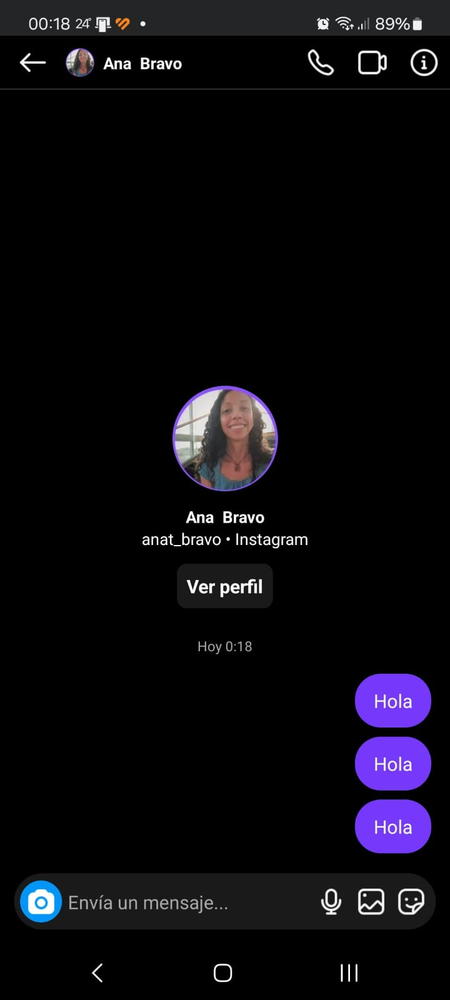 00:18 24° 89%
Ana Bravo
Ana Bravo
anat_bravo • Instagram
Ver perfil
Hoy 0:18
Hola
Hola
Hola
Envía un mensaje...